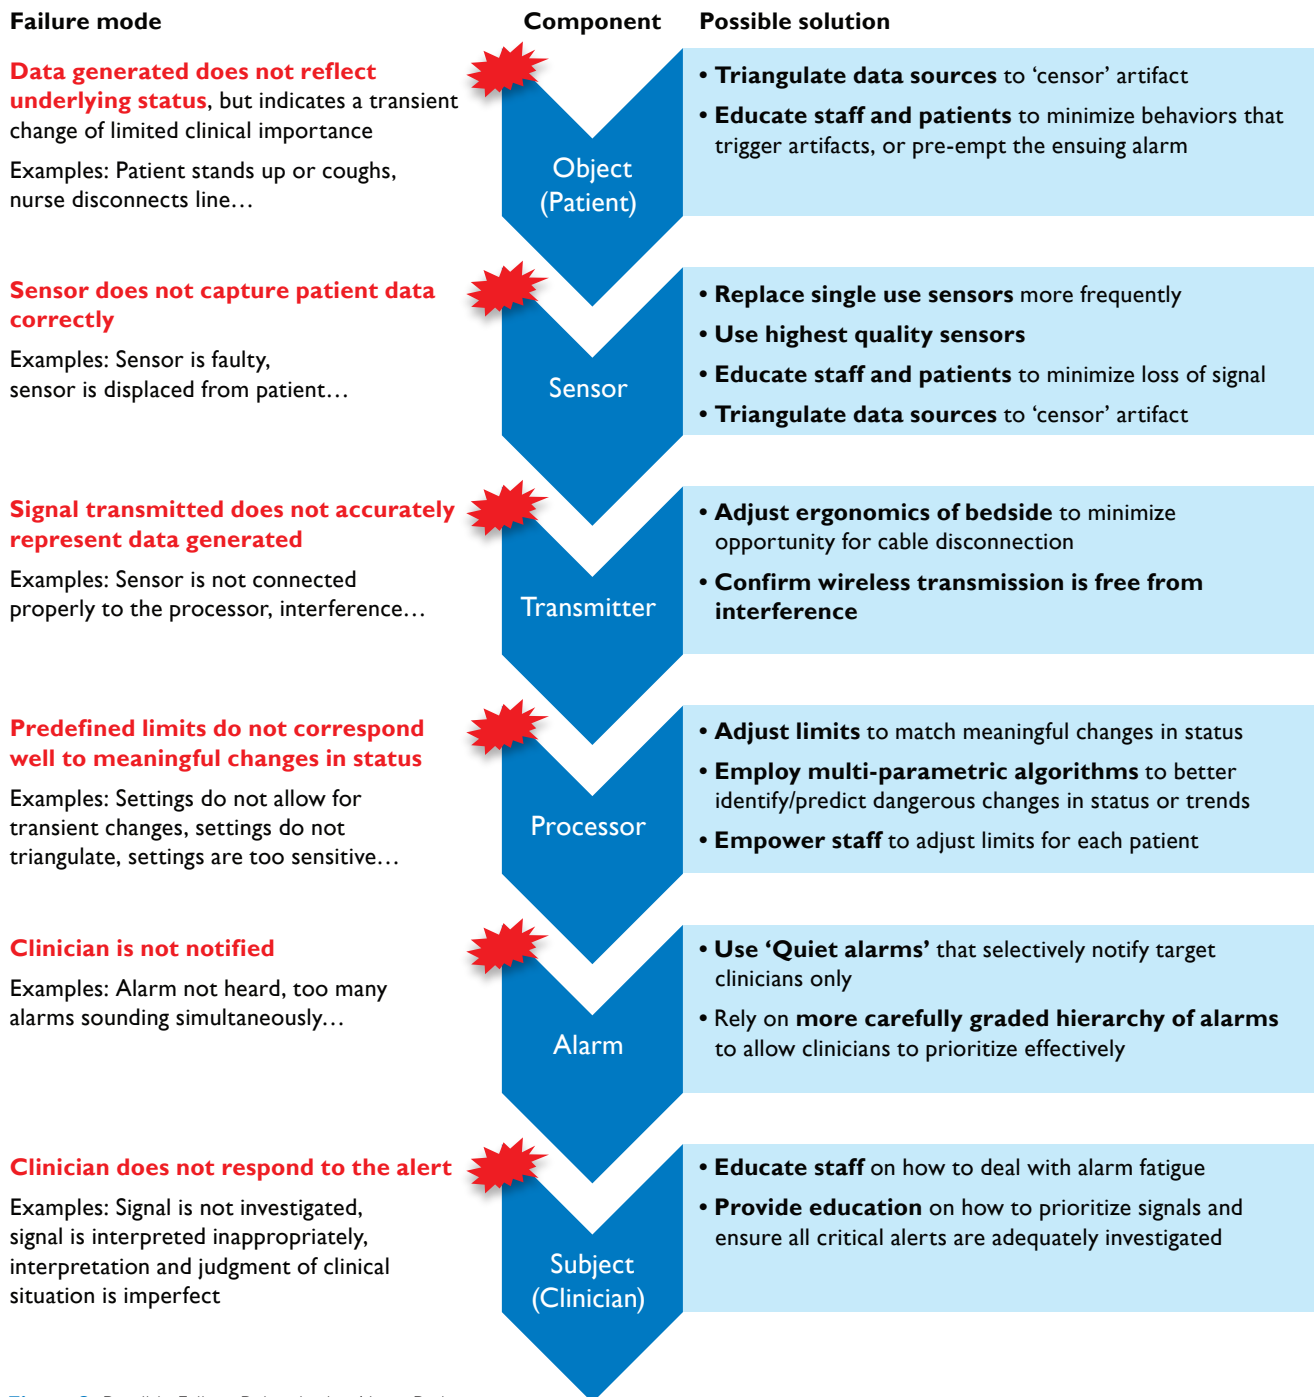 Failure mode
Component
Possible solution
Data generated does not reflect
underlying status, but indicates a transient
change of limited clinical importance
Examples: Patient stands up or coughs,
nurse disconnects line…
Object
(Patient)
• Triangulate data sources to ‘censor’ artifact
• Educate staff and patients to minimize behaviors that
trigger artifacts, or pre-empt the ensuing alarm
Sensor does not capture patient data
correctly
Examples: Sensor is faulty,
sensor is displaced from patient…
Sensor
• Replace single use sensors more frequently
• Use highest quality sensors
• Educate staff and patients to minimize loss of signal
• Triangulate data sources to ‘censor’ artifact
Signal transmitted does not accurately
represent data generated
Examples: Sensor is not connected
properly to the processor, interference…
Transmitter
• Adjust ergonomics of bedside to minimize
opportunity for cable disconnection
• Confirm wireless transmission is free from
interference
Predefined limits do not correspond
well to meaningful changes in status
Examples: Settings do not allow for
transient changes, settings do not
triangulate, settings are too sensitive…
Processor
• Adjust limits to match meaningful changes in status
• Employ multi-parametric algorithms to better
identify/predict dangerous changes in status or trends
• Empower staff to adjust limits for each patient
Clinician is not notified
Examples: Alarm not heard, too many
alarms sounding simultaneously…
Alarm
• Use ‘Quiet alarms’ that selectively notify target
clinicians only
• Rely on more carefully graded hierarchy of alarms
to allow clinicians to prioritize effectively
Clinician does not respond to the alert
Examples: Signal is not investigated,
signal is interpreted inappropriately,
interpretation and judgment of clinical
situation is imperfect
Subject
(Clinician)
• Educate staff on how to deal with alarm fatigue
• Provide education on how to prioritize signals and
ensure all critical alerts are adequately investigated